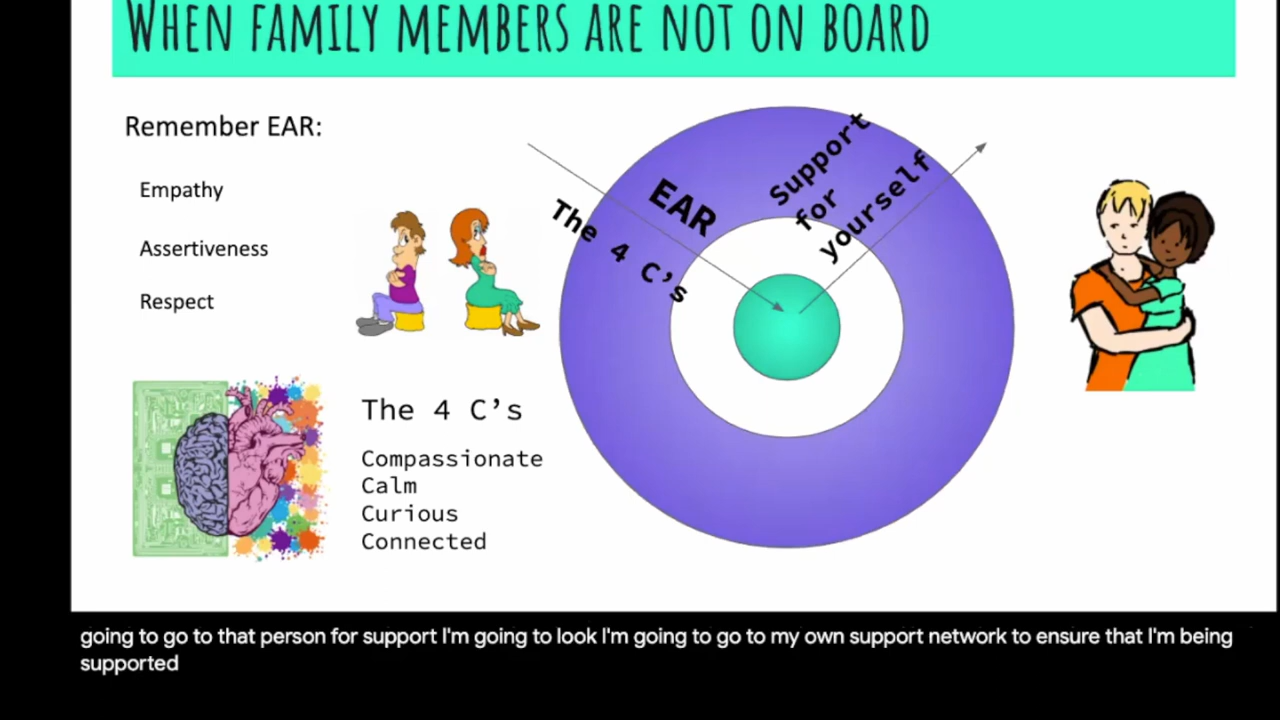 WHEN FAMILY MEMBERS ARE NOT ON BOARD
Remember EAR:
Empathy
Assertiveness
Respect
The 4 C's
Compassionate
Calm
Curious
Connected
EAR
The 4 C's
Support
for
yourself
going to go to that person for support I'm going to look I'm going to go to my own support network to ensure that I'm being
supported